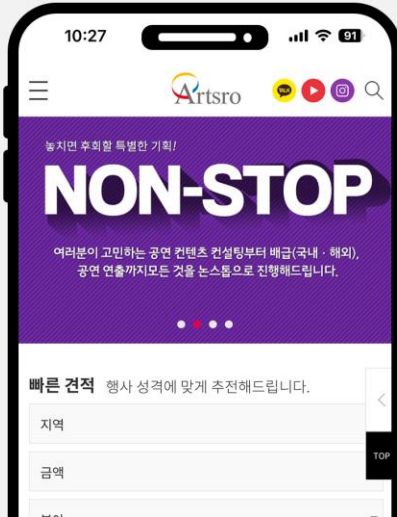 10:27
91
Artsro
TALK
놓치면 후회할 특별한 기획!
NON-STOP
여러분이 고민하는 공연 컨텐츠 컨설팅부터 배급(국내 · 해외),
공연 연출까지모든 것을 논스톱으로 진행해드립니다.
빠른 견적 행사 성격에 맞게 추전해드립니다.
지역
금액
TOP